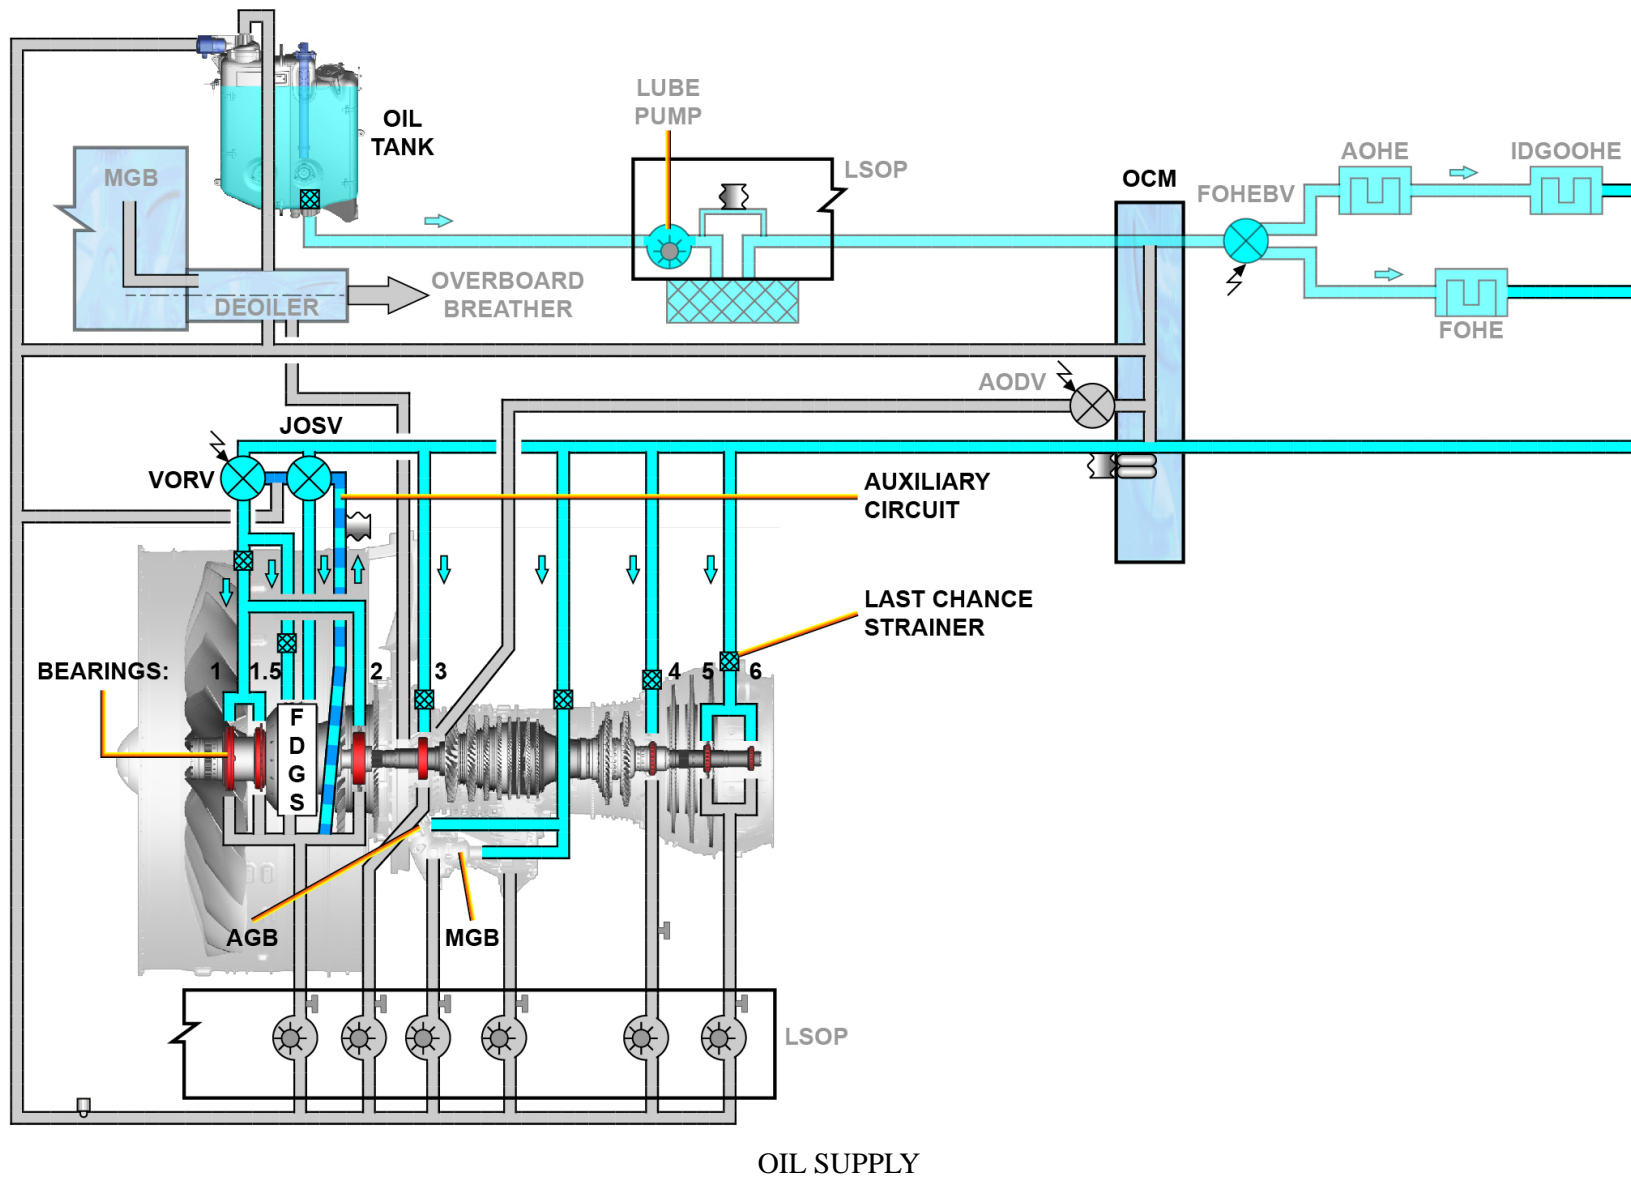 OIL
TANK
LUBE
PUMP
LSOP
MGB
OCM
AOHE
IDGOOHE
FOHEBV
OVERBOARD
BREATHER
DEOILER
FOHE
AODV
JOSV
VORV
AUXILIARY
CIRCUIT
LAST CHANCE
STRAINER
BEARINGS: 1 1.5 2 3 4 5 6
F
D
G
S
AGB
MGB
LSOP
OIL SUPPLY